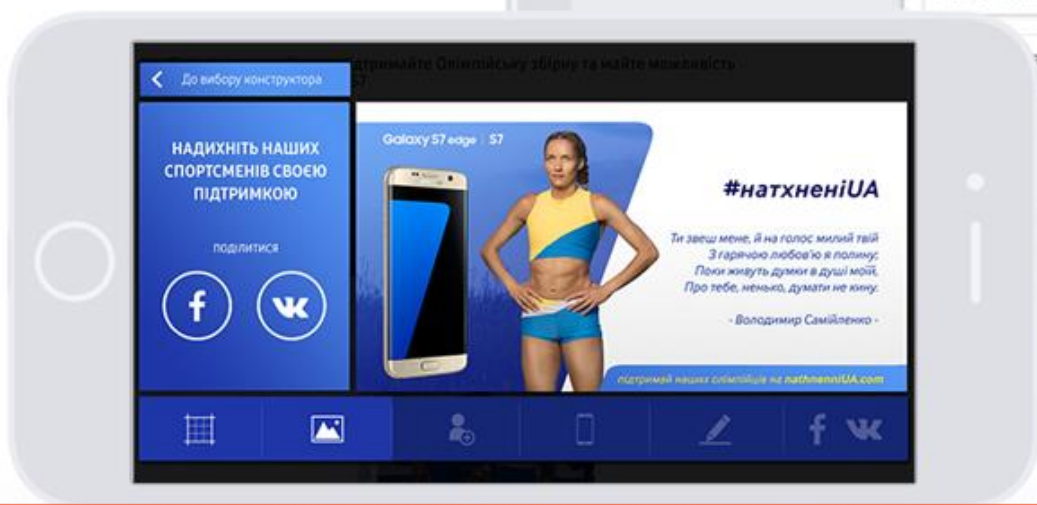 дтримайте Олімпійську збірну та майте можливість
S7
До вибору конструктора
НАДИХНІТЬ НАШИХ
СПОРТСМЕНІВ СВОЄЮ
ПІДТРИМКОЮ
ПОДІЛИТИСЯ
Galaxy S7 edge | S7
#натхненіUA
Ти звеш мене, й на голос милий твій
З гарячою любов'ю я полину;
Поки живуть думки в душі моїй,
Про тебе, ненько, думати не кину.
- Володимир Самійленко -
підтримай наших олімпійців на nathnenniUA.com